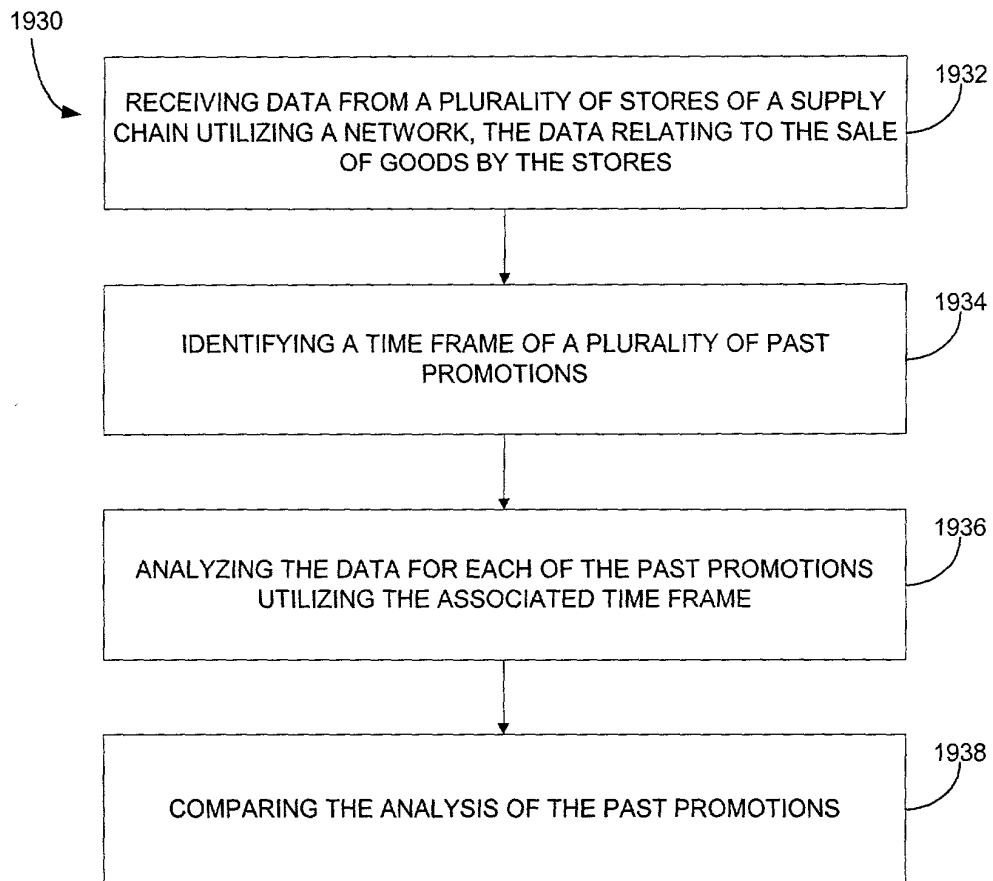 1930
1932
RECEIVING DATA FROM A PLURALITY OF STORES OF A SUPPLY
CHAIN UTILIZING A NETWORK, THE DATA RELATING TO THE SALE
OF GOODS BY THE STORES
1934
IDENTIFYING A TIME FRAME OF A PLURALITY OF PAST
PROMOTIONS
1936
ANALYZING THE DATA FOR EACH OF THE PAST PROMOTIONS
UTILIZING THE ASSOCIATED TIME FRAME
1938
COMPARING THE ANALYSIS OF THE PAST PROMOTIONS